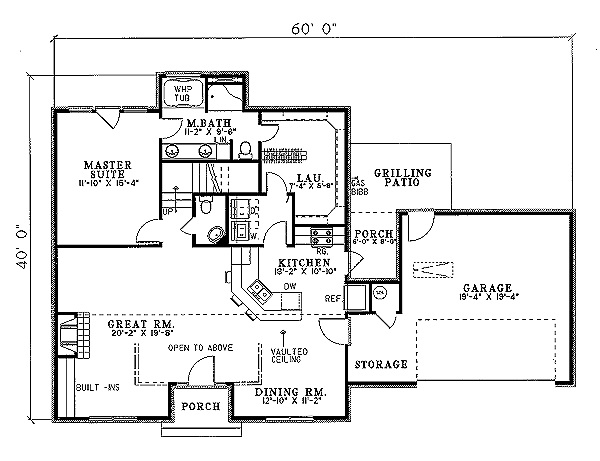 60' 0"
40' 0"
WHP
TUB
M.BATH
11-2" X 9'-6"
LIN.
MASTER
SUITE
11'-10" X 15'-4"
LAU.
7'-4" X 5'-8"
GRILLING
PATIO
GAS
BIBB
UP
D.
W.
PORCH
6'-0" X 8'-0"
RG.
KITCHEN
13'-2" X 10'-10"
DW
REF.
GARAGE
19'-4" X 19'-4"
GREAT RM.
20'-2" X 19'-6"
OPEN TO ABOVE
VAULTED
CEILING
STORAGE
BUILT -INS
PORCH
DINING RM.
12'-10" X 11'-2"